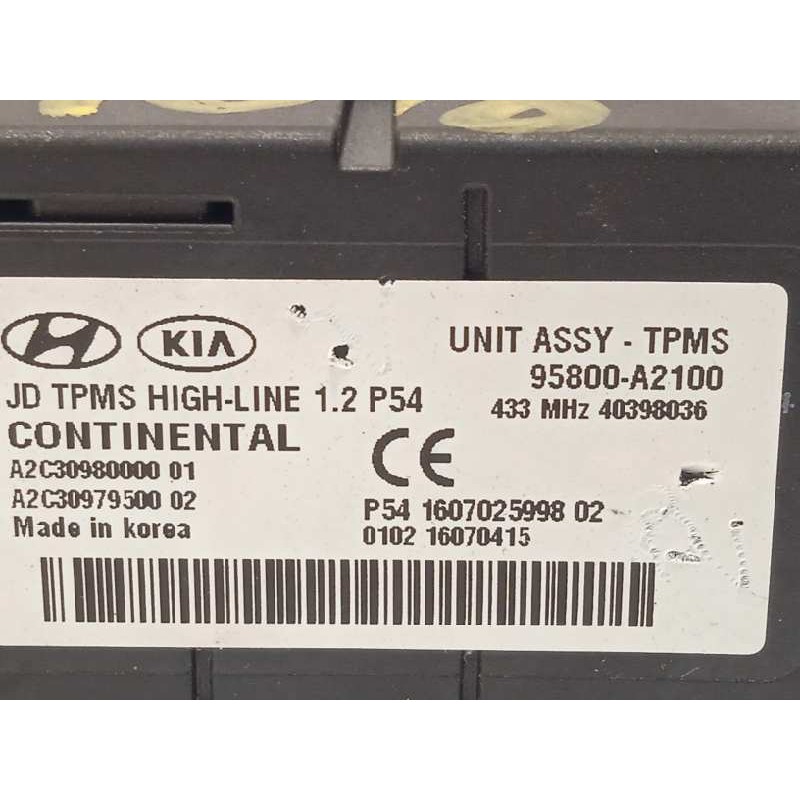 KIA
UNIT ASSY - TPMS
95800-A2100
JD TPMS HIGH-LINE 1.2 P54
433 MHz 40398036
CONTINENTAL
CE
A2C30980000 01
A2C30979500 02
P54 1607025998 02
Made in korea
0102 16070415